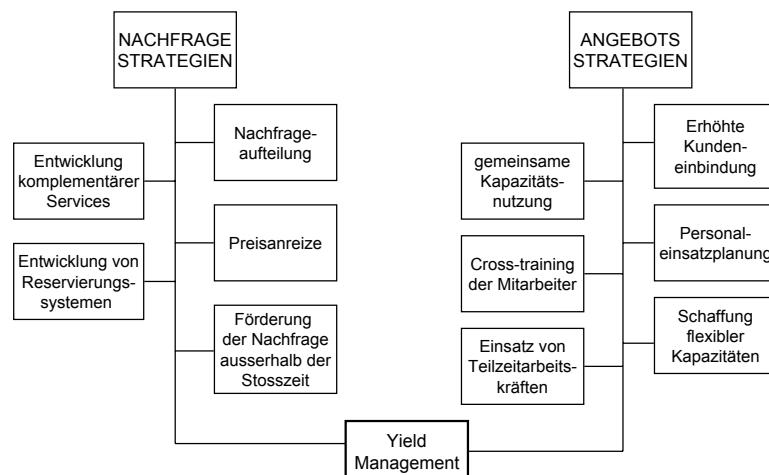 NACHFRAGE
STRATEGIEN
Nachfrage-
aufteilung
Entwicklung
komplementärer
Services
Preisanreize
Entwicklung von
Reservierungs-
systemen
Förderung
der Nachfrage
ausserhalb der
Stosszeit
ANGEBOTS
STRATEGIEN
Erhöhte
Kunden-
einbindung
gemeinsame
Kapazitäts-
nutzung
Personal-
einsatzplanung
Cross-training
der Mitarbeiter
Schaffung
flexibler
Kapazitäten
Einsatz von
Teilzeitarbeits-
kräften
Yield
Management